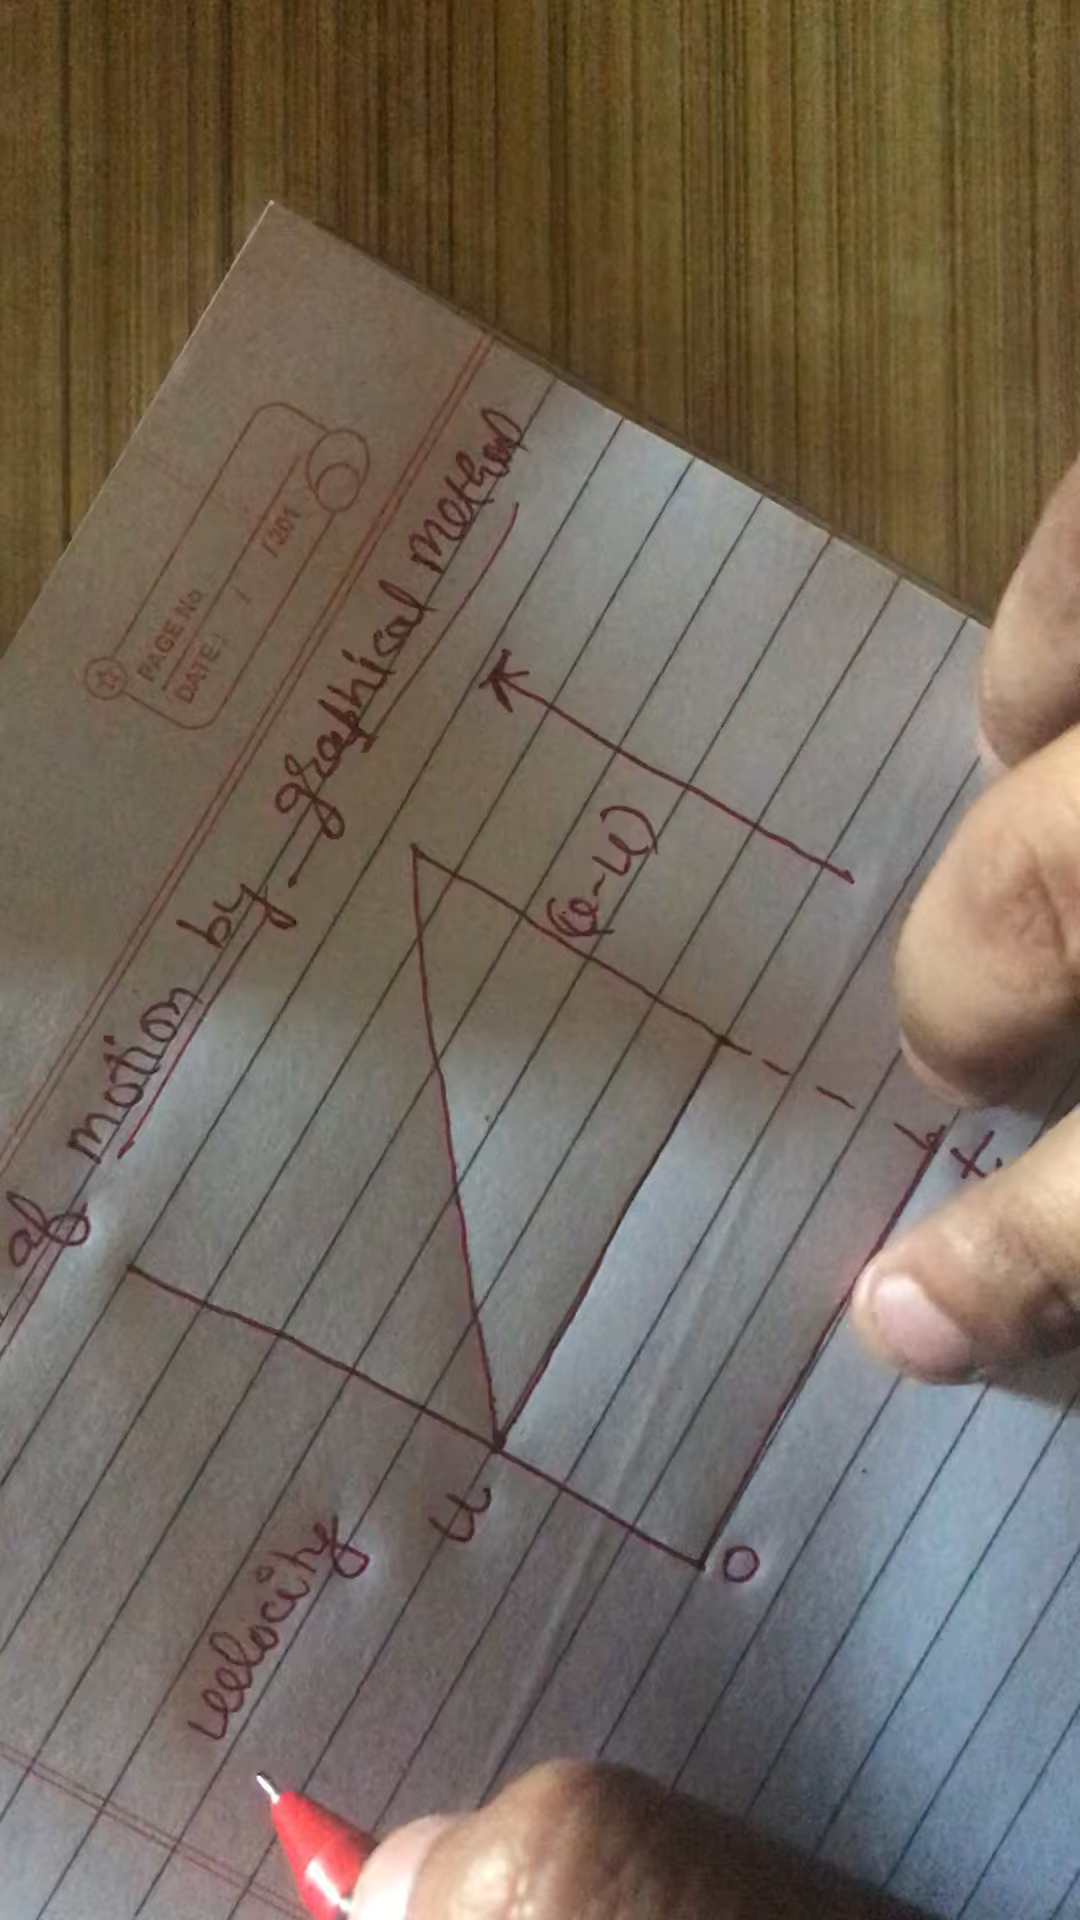 PAGE No.
DATE: / /201
of motion by graphical method
(v-u)
u
velocity
O
t